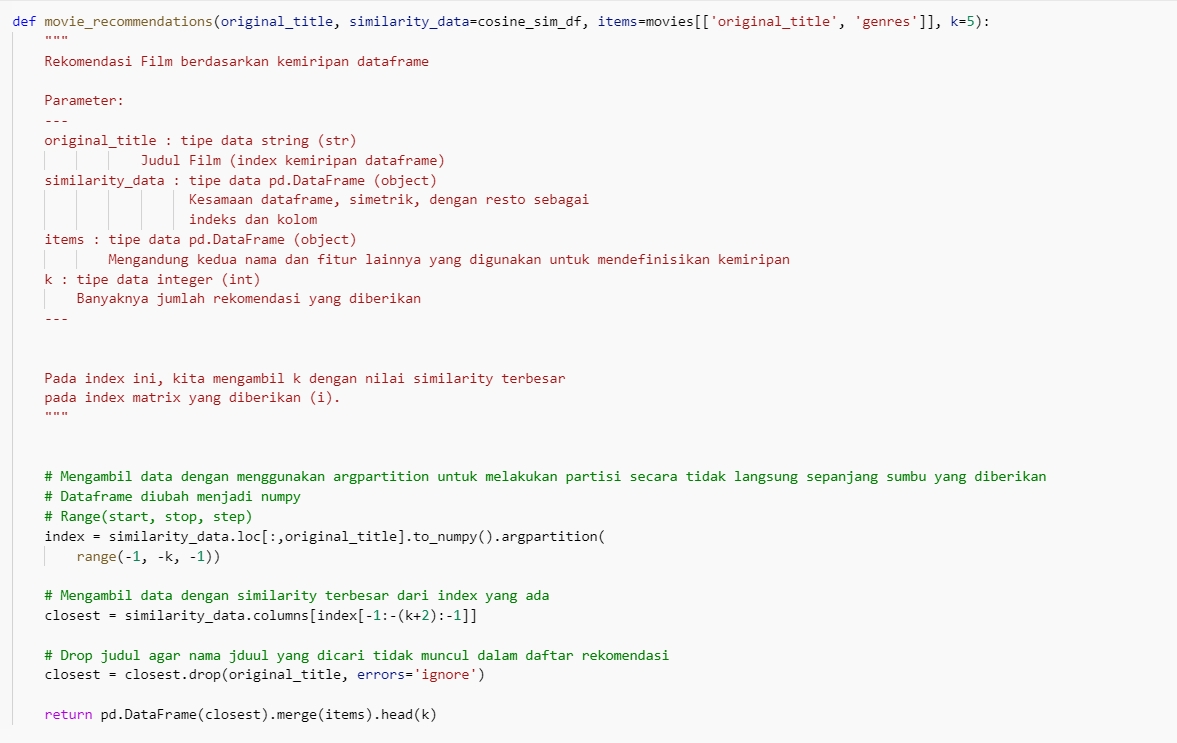 def movie_recommendations(original_title, similarity_data=cosine_sim_df, items=movies[['original_title', 'genres']], k=5):
"""
Rekomendasi Film berdasarkan kemiripan dataframe
Parameter:
---
original_title : tipe data string (str)
Judul Film (index kemiripan dataframe)
similarity_data : tipe data pd.DataFrame (object)
Kesamaan dataframe, simetrik, dengan resto sebagai
indeks dan kolom
items : tipe data pd.DataFrame (object)
Mengandung kedua nama dan fitur lainnya yang digunakan untuk mendefinisikan kemiripan
k : tipe data integer (int)
Banyaknya jumlah rekomendasi yang diberikan
---
Pada index ini, kita mengambil k dengan nilai similarity terbesar
pada index matrix yang diberikan (i).
"""
# Mengambil data dengan menggunakan argpartition untuk melakukan partisi secara tidak langsung sepanjang sumbu yang diberikan
# Dataframe diubah menjadi numpy
# Range(start, stop, step)
index = similarity_data.loc[:,original_title].to_numpy().argpartition(
range(-1, -k, -1))
# Mengambil data dengan similarity terbesar dari index yang ada
closest = similarity_data.columns[index[-1:-(k+2):-1]]
# Drop judul agar nama jduul yang dicari tidak muncul dalam daftar rekomendasi
closest = closest.drop(original_title, errors='ignore')
return pd.DataFrame(closest).merge(items).head(k)